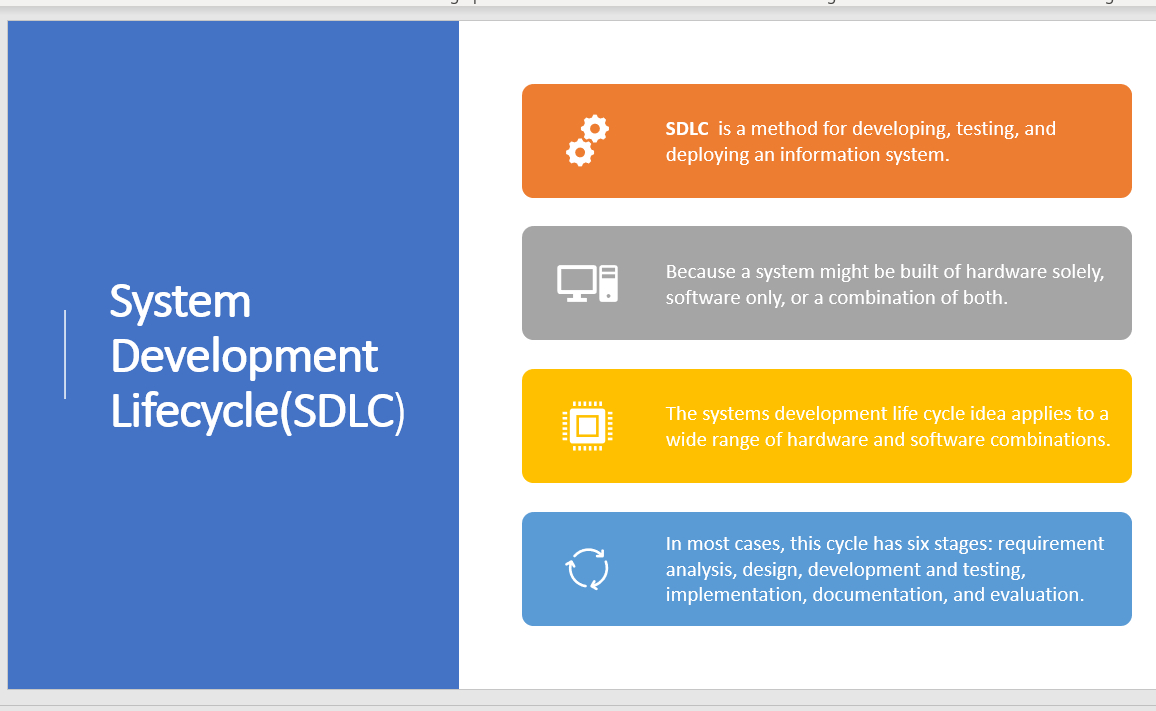 System
Development
Lifecycle(SDLC)
SDLC is a method for developing, testing, and
deploying an information system.
Because a system might be built of hardware solely,
software only, or a combination of both.
The systems development life cycle idea applies to a
wide range of hardware and software combinations.
In most cases, this cycle has six stages: requirement
analysis, design, development and testing,
implementation, documentation, and evaluation.